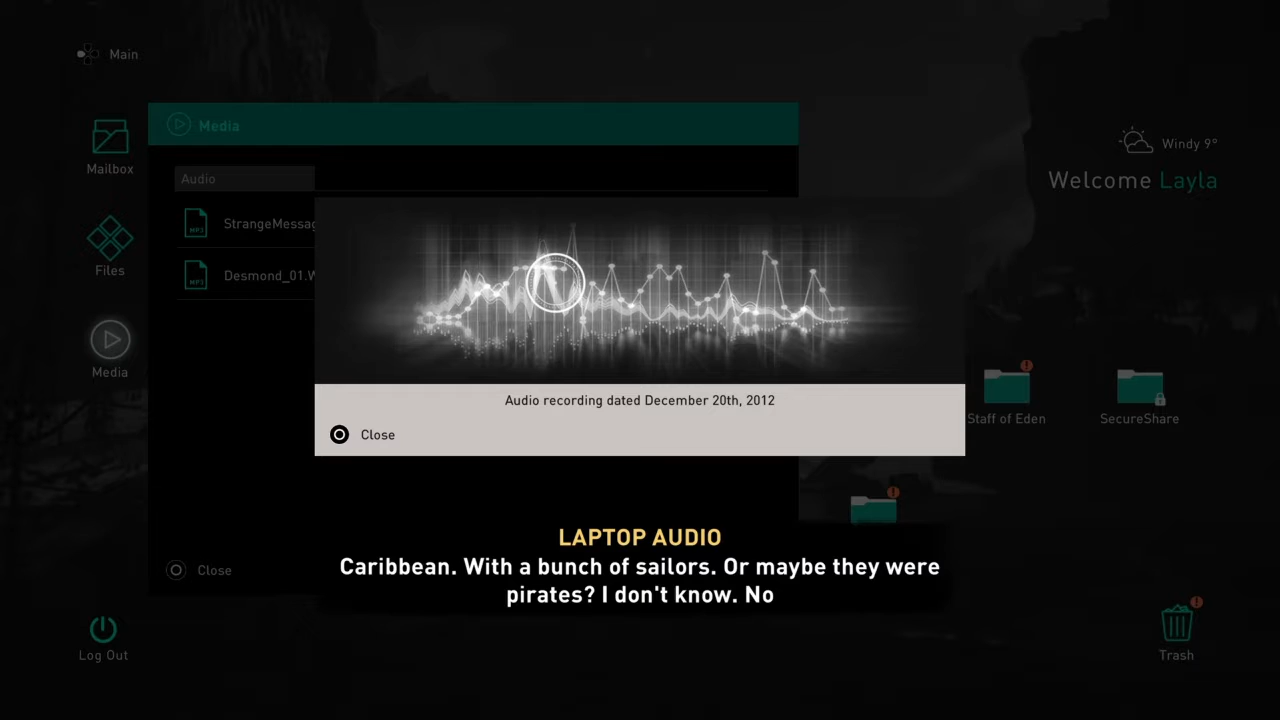 Main
Media
Windy 9°
Mailbox
Welcome Layla
Audio
StrangeMessag
Files
Desmond_01.W
Media
Audio recording dated December 20th, 2012
Staff of Eden
SecureShare
Close
LAPTOP AUDIO
Caribbean. With a bunch of sailors. Or maybe they were
pirates? I don't know. No
Close
Log Out
Trash